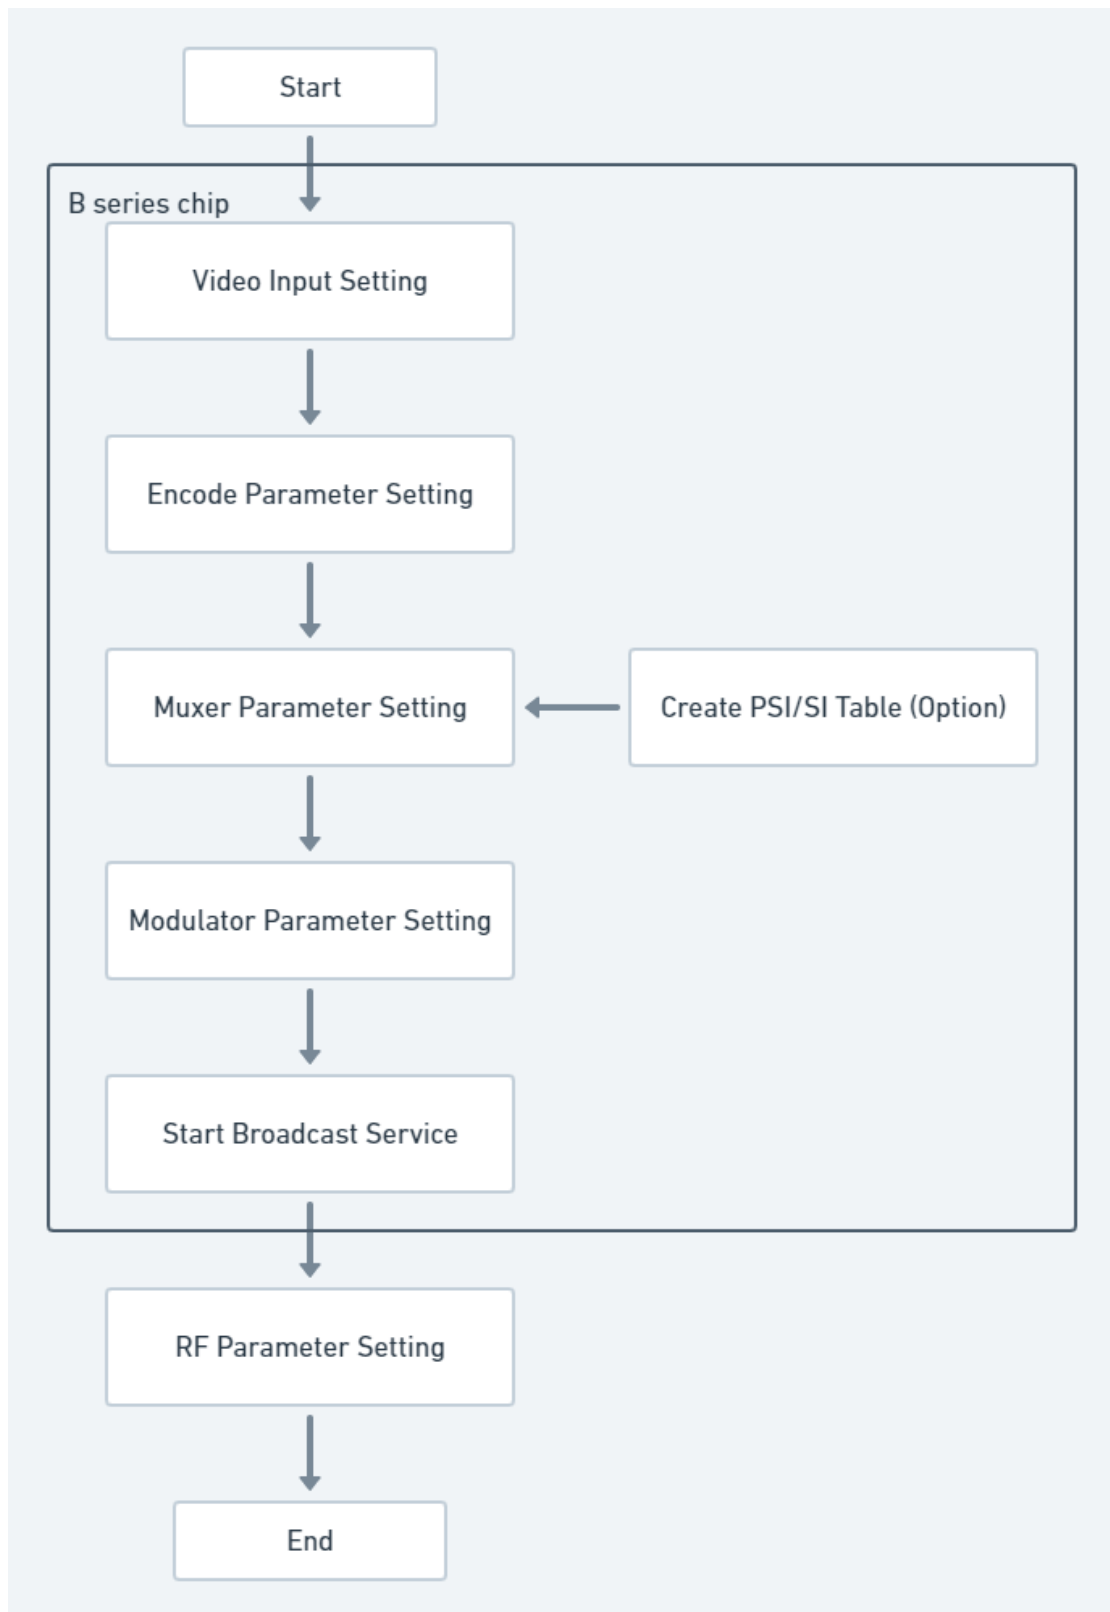 Start
B series chip
Video Input Setting
Encode Parameter Setting
Muxer Parameter Setting
Create PSI/SI Table (Option)
Modulator Parameter Setting
Start Broadcast Service
RF Parameter Setting
End